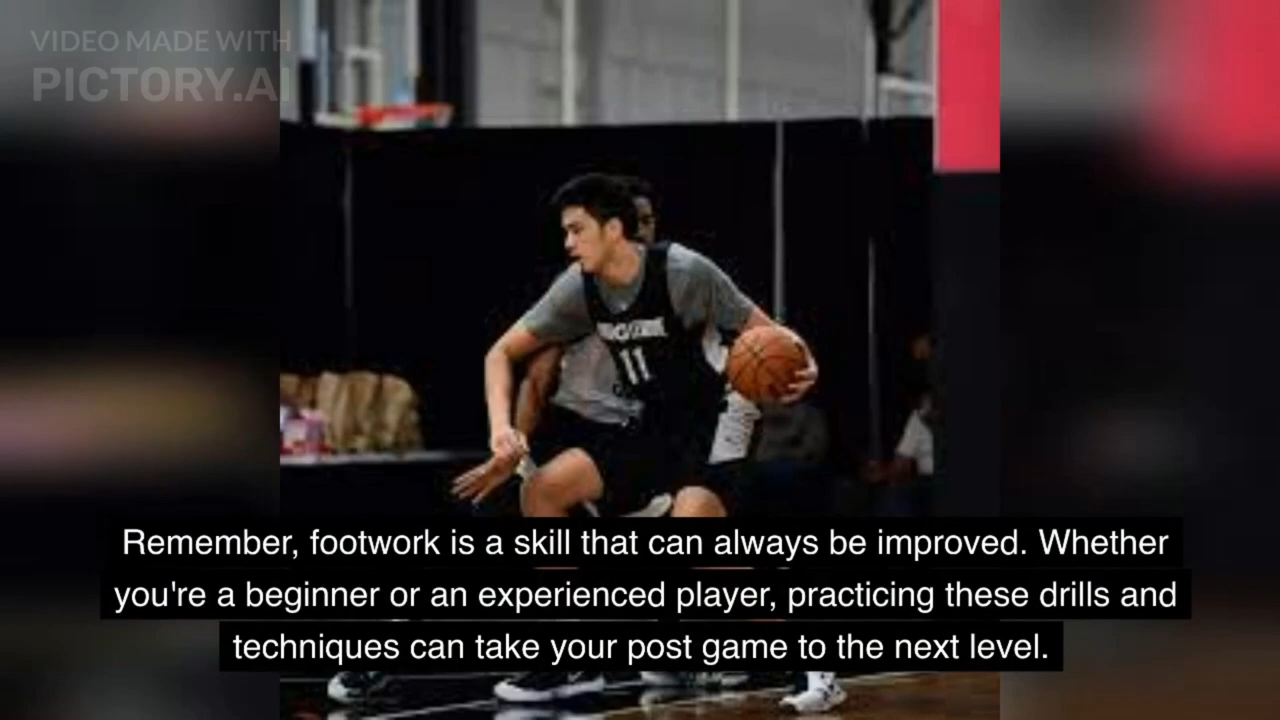 VIDEO MADE WITH
PICTORY.AI
11
Remember, footwork is a skill that can always be improved. Whether
you're a beginner or an experienced player, practicing these drills and
techniques can take your post game to the next level.